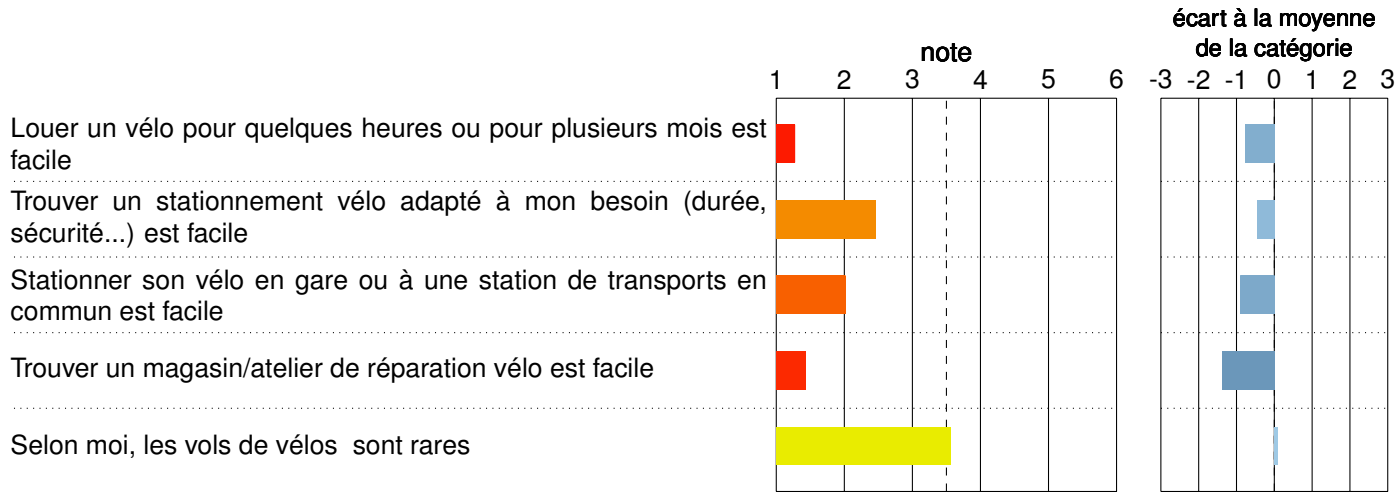 écart à la moyenne
note de la catégorie
1 2 3 4 5 6 -3 -2 -1 0 1 2 3
Louer un vélo pour quelques heures ou pour plusieurs mois est
facile
Trouver un stationnement vélo adapté à mon besoin (durée,
sécurité...) est facile
Stationner son vélo en gare ou à une station de transports en
commun est facile
Trouver un magasin/atelier de réparation vélo est facile
Selon moi, les vols de vélos sont rares